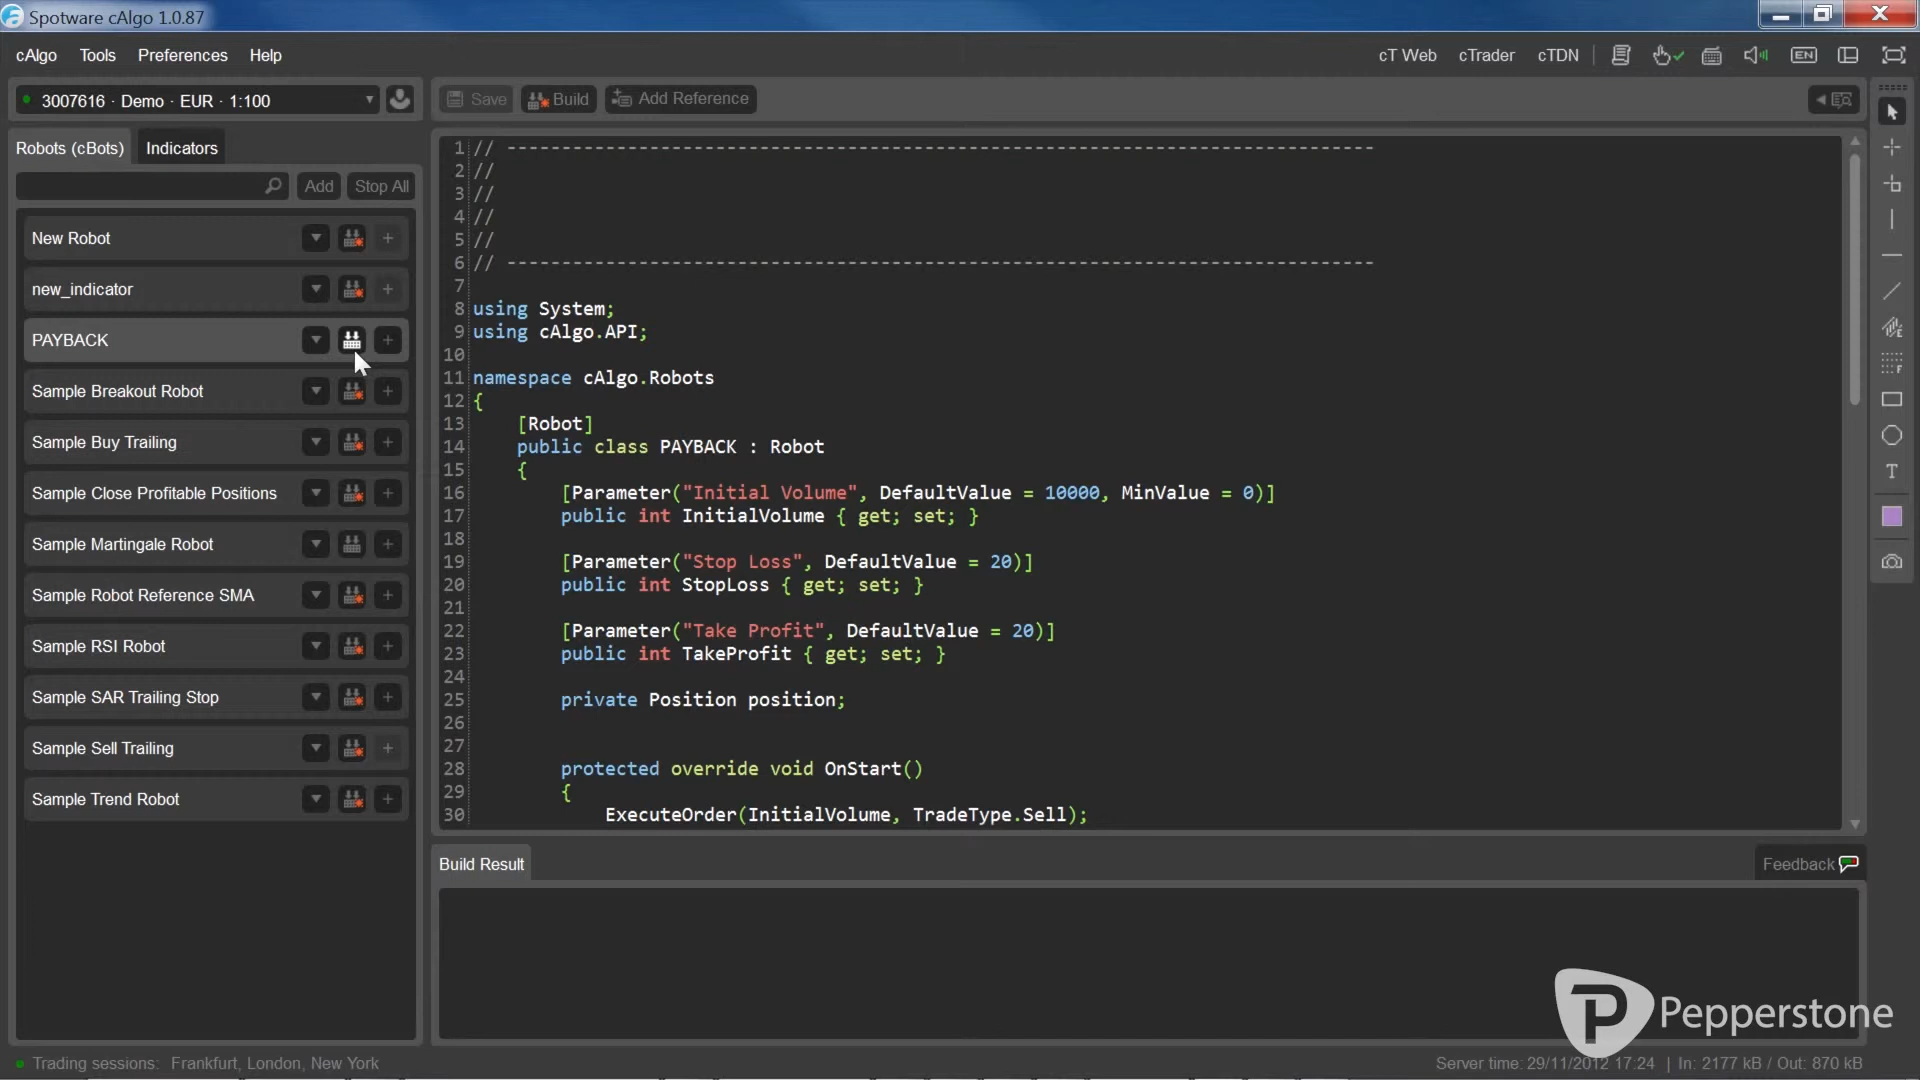 Spotware cAlgo 1.0.87
cAlgo Tools Preferences Help
cT Web cTrader cTDN EN
3007616 · Demo · EUR · 1:100
Save Build Add Reference
Robots (cBots) Indicators
Add Stop All
New Robot
new_indicator
PAYBACK
Sample Breakout Robot
Sample Buy Trailing
Sample Close Profitable Positions
Sample Martingale Robot
Sample Robot Reference SMA
Sample RSI Robot
Sample SAR Trailing Stop
Sample Sell Trailing
Sample Trend Robot
1 // -------------------------------------------------------------------------------
2 //
3 //
4 //
5 //
6 // -------------------------------------------------------------------------------
7
8 using System;
9 using cAlgo.API;
10
11 namespace cAlgo.Robots
12 {
13 [Robot]
14 public class PAYBACK : Robot
15 {
16 [Parameter("Initial Volume", DefaultValue = 10000, MinValue = 0)]
17 public int InitialVolume { get; set; }
18
19 [Parameter("Stop Loss", DefaultValue = 20)]
20 public int StopLoss { get; set; }
21
22 [Parameter("Take Profit", DefaultValue = 20)]
23 public int TakeProfit { get; set; }
24
25 private Position position;
26
27
28 protected override void OnStart()
29 {
30 ExecuteOrder(InitialVolume, TradeType.Sell);
T
Build Result
Feedback
Pepperstone
Trading sessions: Frankfurt, London, New York
Server time: 29/11/2012 17:24 | In: 2177 kB / Out: 870 kB